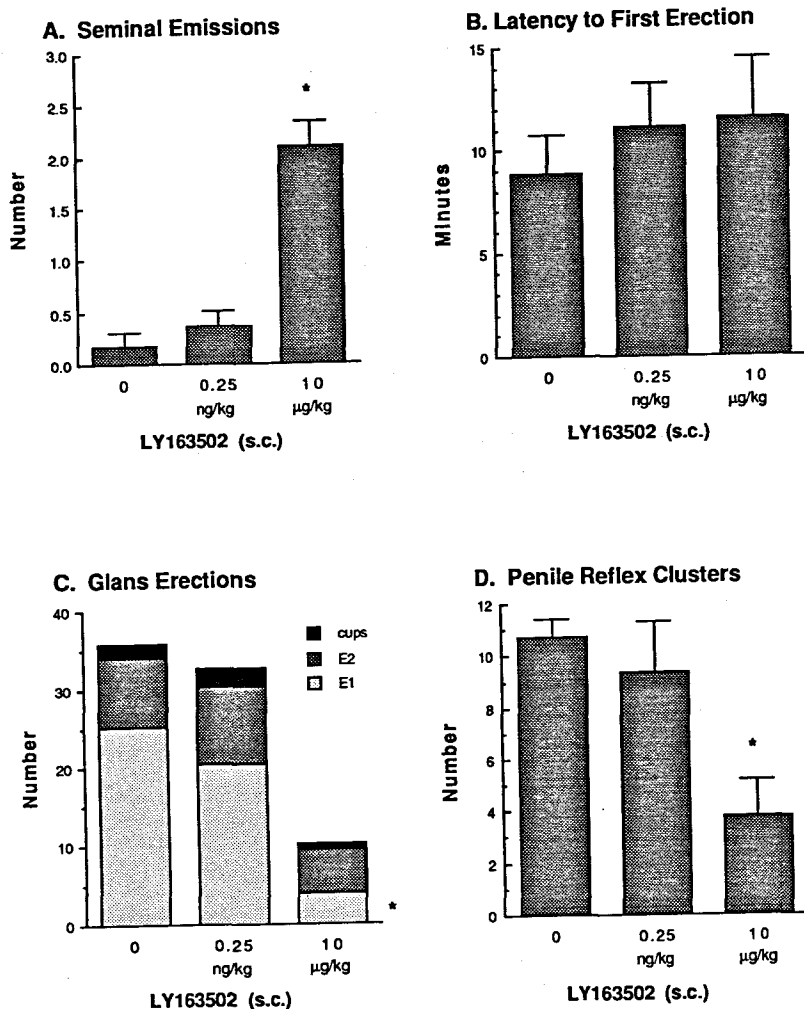 A. Seminal Emissions
3.0
2.5
2.0
1.5
1.0
0.5
0.0
Number
*
0
0.25
10
ng/kg
µg/kg
LY163502 (s.c.)
B. Latency to First Erection
15
10
5
0
Minutes
0
0.25
10
ng/kg
µg/kg
LY163502 (s.c.)
C. Glans Erections
40
30
20
10
0
Number
cups
E2
E1
*
0
0.25
10
ng/kg
µg/kg
LY163502 (s.c.)
D. Penile Reflex Clusters
12
10
8
6
4
2
0
Number
*
0
0.25
10
ng/kg
µg/kg
LY163502 (s.c.)